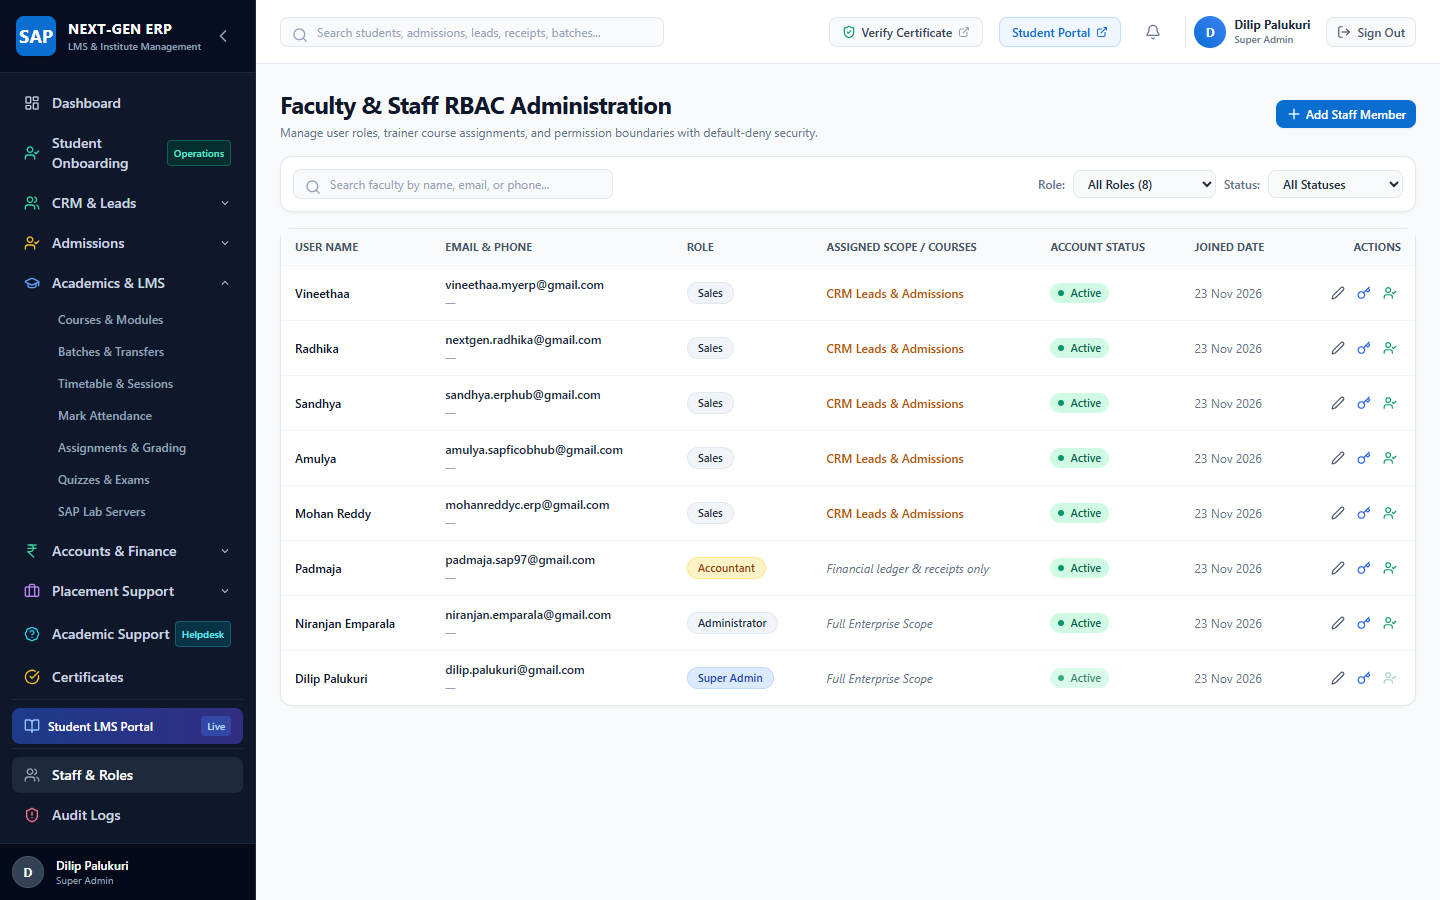 SAP
NEXT-GEN ERP
LMS & Institute Management
Dashboard
Student Onboarding
Operations
CRM & Leads
Admissions
Academics & LMS
Courses & Modules
Batches & Transfers
Timetable & Sessions
Mark Attendance
Assignments & Grading
Quizzes & Exams
SAP Lab Servers
Accounts & Finance
Placement Support
Academic Support
Helpdesk
Certificates
Student LMS Portal
Live
Staff & Roles
Audit Logs
D
Dilip Palukuri
Super Admin
Search students, admissions, leads, receipts, batches...
Verify Certificate
Student Portal
D
Dilip Palukuri
Super Admin
Sign Out
Faculty & Staff RBAC Administration
Manage user roles, trainer course assignments, and permission boundaries with default-deny security.
+ Add Staff Member
Search faculty by name, email, or phone...
Role: All Roles (8)
Status: All Statuses
USER NAME EMAIL & PHONE ROLE ASSIGNED SCOPE / COURSES ACCOUNT STATUS JOINED DATE ACTIONS
Vineethaa vineethaa.myerp@gmail.com — Sales CRM Leads & Admissions Active 23 Nov 2026
Radhika nextgen.radhika@gmail.com — Sales CRM Leads & Admissions Active 23 Nov 2026
Sandhya sandhya.erphub@gmail.com — Sales CRM Leads & Admissions Active 23 Nov 2026
Amulya amulya.sapficobhub@gmail.com — Sales CRM Leads & Admissions Active 23 Nov 2026
Mohan Reddy mohanreddyc.erp@gmail.com — Sales CRM Leads & Admissions Active 23 Nov 2026
Padmaja padmaja.sap97@gmail.com — Accountant Financial ledger & receipts only Active 23 Nov 2026
Niranjan Emparala niranjan.emparala@gmail.com — Administrator Full Enterprise Scope Active 23 Nov 2026
Dilip Palukuri dilip.palukuri@gmail.com — Super Admin Full Enterprise Scope Active 23 Nov 2026